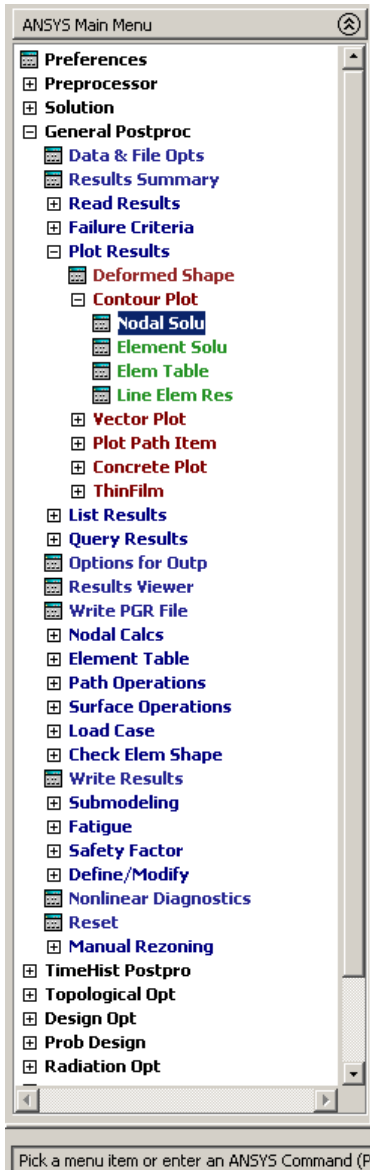 ANSYS Main Menu
Preferences
Preprocessor
Solution
General Postproc
Data & File Opts
Results Summary
Read Results
Failure Criteria
Plot Results
Deformed Shape
Contour Plot
Nodal Solu
Element Solu
Elem Table
Line Elem Res
Vector Plot
Plot Path Item
Concrete Plot
ThinFilm
List Results
Query Results
Options for Outp
Results Viewer
Write PGR File
Nodal Calcs
Element Table
Path Operations
Surface Operations
Load Case
Check Elem Shape
Write Results
Submodeling
Fatigue
Safety Factor
Define/Modify
Nonlinear Diagnostics
Reset
Manual Rezoning
TimeHist Postpro
Topological Opt
Design Opt
Prob Design
Radiation Opt
Pick a menu item or enter an ANSYS Command (P